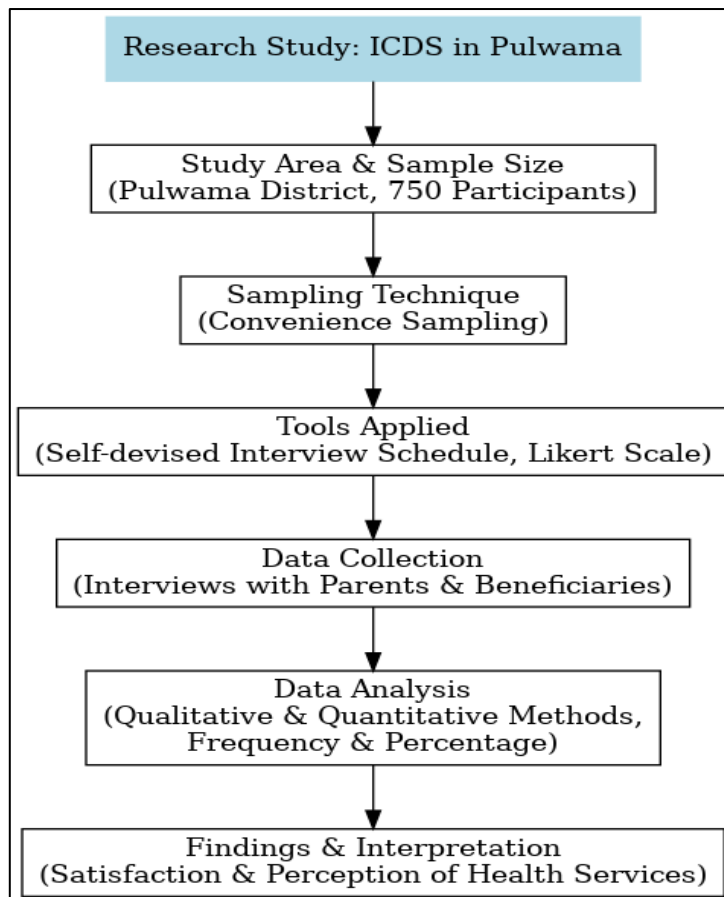 Research Study: ICDS in Pulwama
Study Area & Sample Size
(Pulwama District, 750 Participants)
Sampling Technique
(Convenience Sampling)
Tools Applied
(Self-devised Interview Schedule, Likert Scale)
Data Collection
(Interviews with Parents & Beneficiaries)
Data Analysis
(Qualitative & Quantitative Methods,
Frequency & Percentage)
Findings & Interpretation
(Satisfaction & Perception of Health Services)